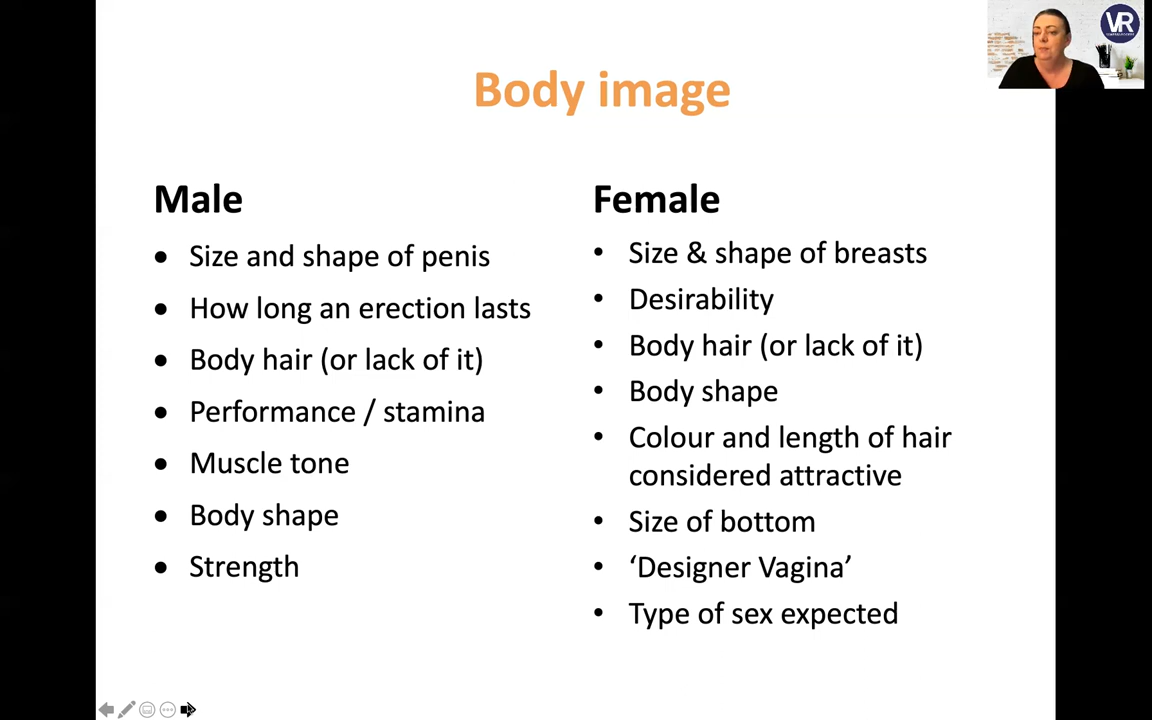 VR
Body image
Male
• Size and shape of penis
• How long an erection lasts
• Body hair (or lack of it)
• Performance / stamina
• Muscle tone
• Body shape
• Strength
Female
• Size & shape of breasts
• Desirability
• Body hair (or lack of it)
• Body shape
• Colour and length of hair
considered attractive
• Size of bottom
• ‘Designer Vagina’
• Type of sex expected